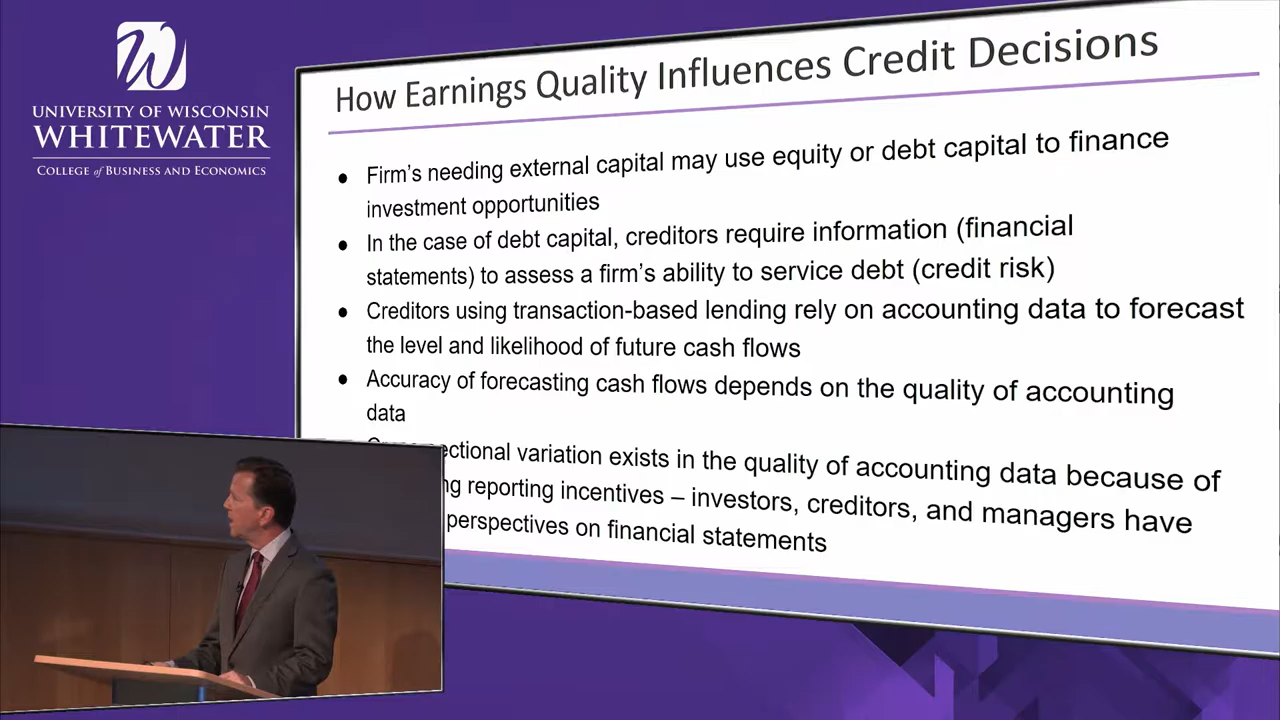 UNIVERSITY OF WISCONSIN
WHITEWATER
COLLEGE of BUSINESS AND ECONOMICS
How Earnings Quality Influences Credit Decisions
• Firm's needing external capital may use equity or debt capital to finance
investment opportunities
• In the case of debt capital, creditors require information (financial
statements) to assess a firm's ability to service debt (credit risk)
• Creditors using transaction-based lending rely on accounting data to forecast
the level and likelihood of future cash flows
• Accuracy of forecasting cash flows depends on the quality of accounting
data
variation exists in the quality of accounting data because of
reporting incentives – investors, creditors, and managers have
perspectives on financial statements